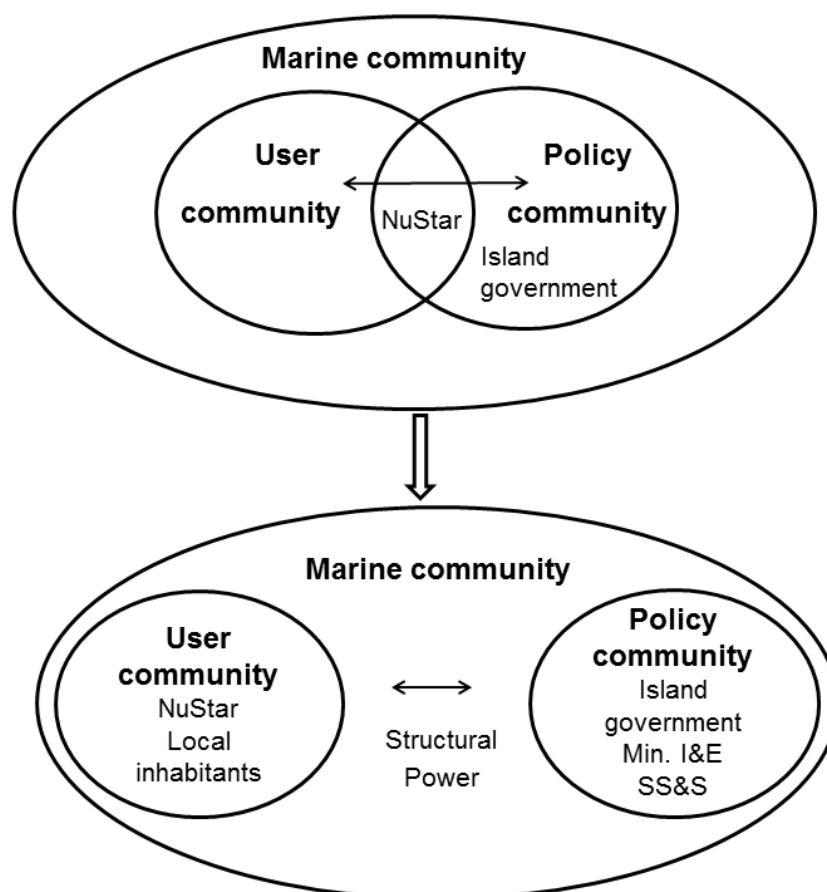 Marine community
User
community
Policy
community
NuStar
Island
government
Marine community
User
community
NuStar
Local
inhabitants
Structural
Power
Policy
community
Island
government
Min. I&E
SS&S